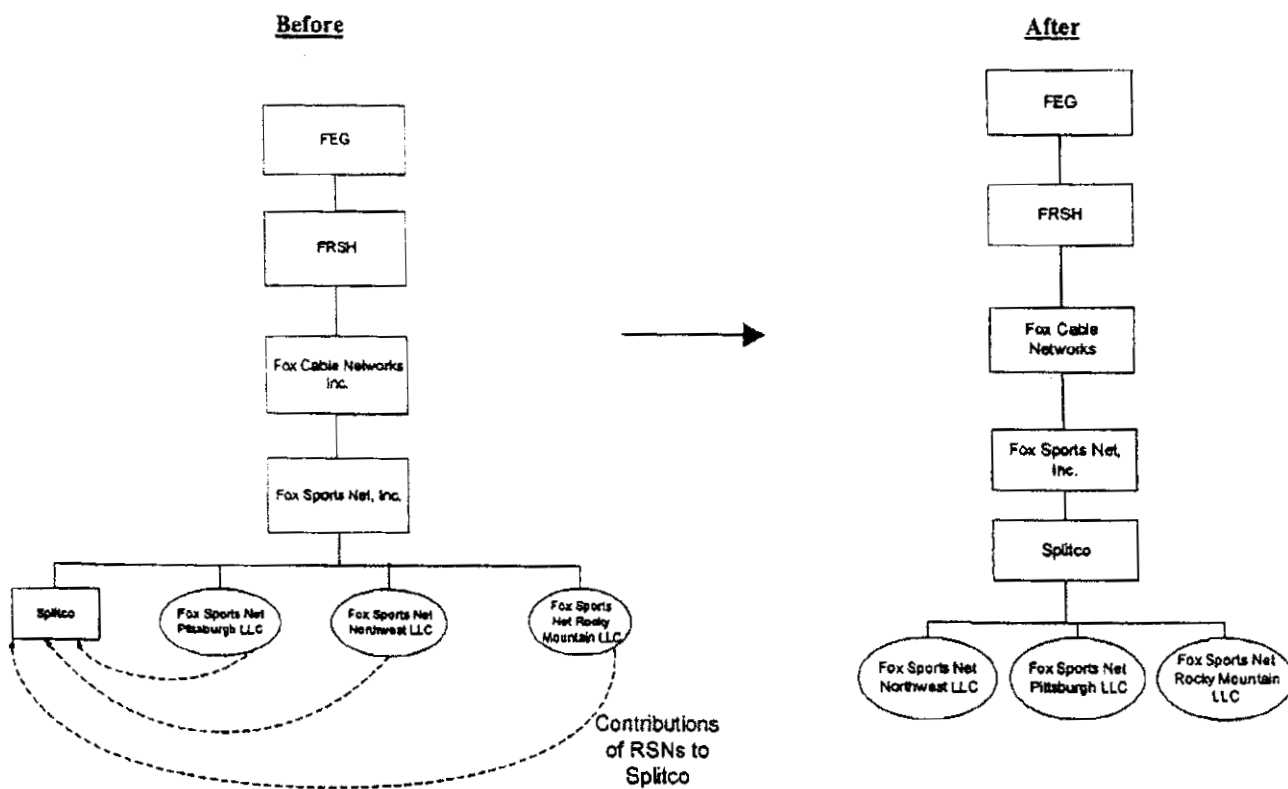 Before
FEG
FRSH
Fox Cable Networks
Inc.
Fox Sports Net, Inc.
Splitco
Fox Sports Net
Pittsburgh LLC
Fox Sports Net
Northwest LLC
Fox Sports
Net Rocky
Mountain LLC
Contributions
of RSNs to
Splitco
After
FEG
FRSH
Fox Cable
Networks
Fox Sports Net,
Inc.
Splitco
Fox Sports Net
Northwest LLC
Fox Sports Net
Pittsburgh LLC
Fox Sports Net
Rocky Mountain
LLC